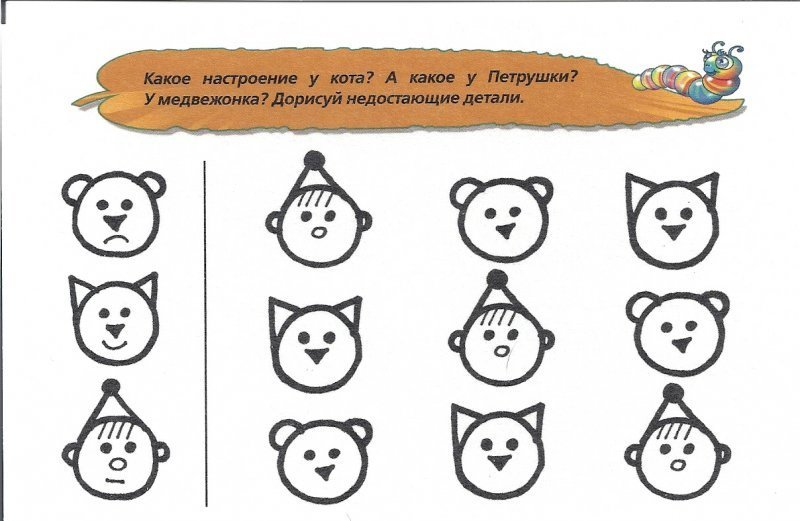 Какое настроение у кота? А какое у Петрушки?
У медвежонка? Дорисуй недостающие детали.